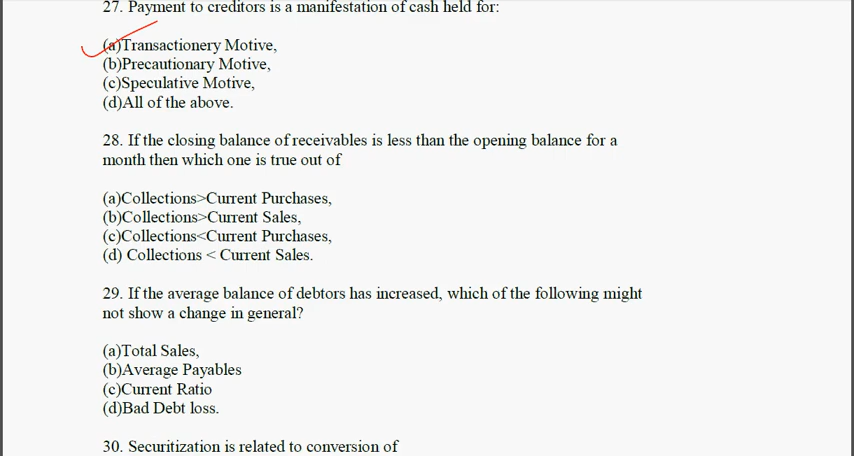 27. Payment to creditors is a manifestation of cash held for:
(a)Transactionery Motive,
(b)Precautionary Motive,
(c)Speculative Motive,
(d)All of the above.
28. If the closing balance of receivables is less than the opening balance for a
month then which one is true out of
(a)Collections>Current Purchases,
(b)Collections>Current Sales,
(c)Collections<Current Purchases,
(d) Collections < Current Sales.
29. If the average balance of debtors has increased, which of the following might
not show a change in general?
(a)Total Sales,
(b)Average Payables
(c)Current Ratio
(d)Bad Debt loss.
30. Securitization is related to conversion of